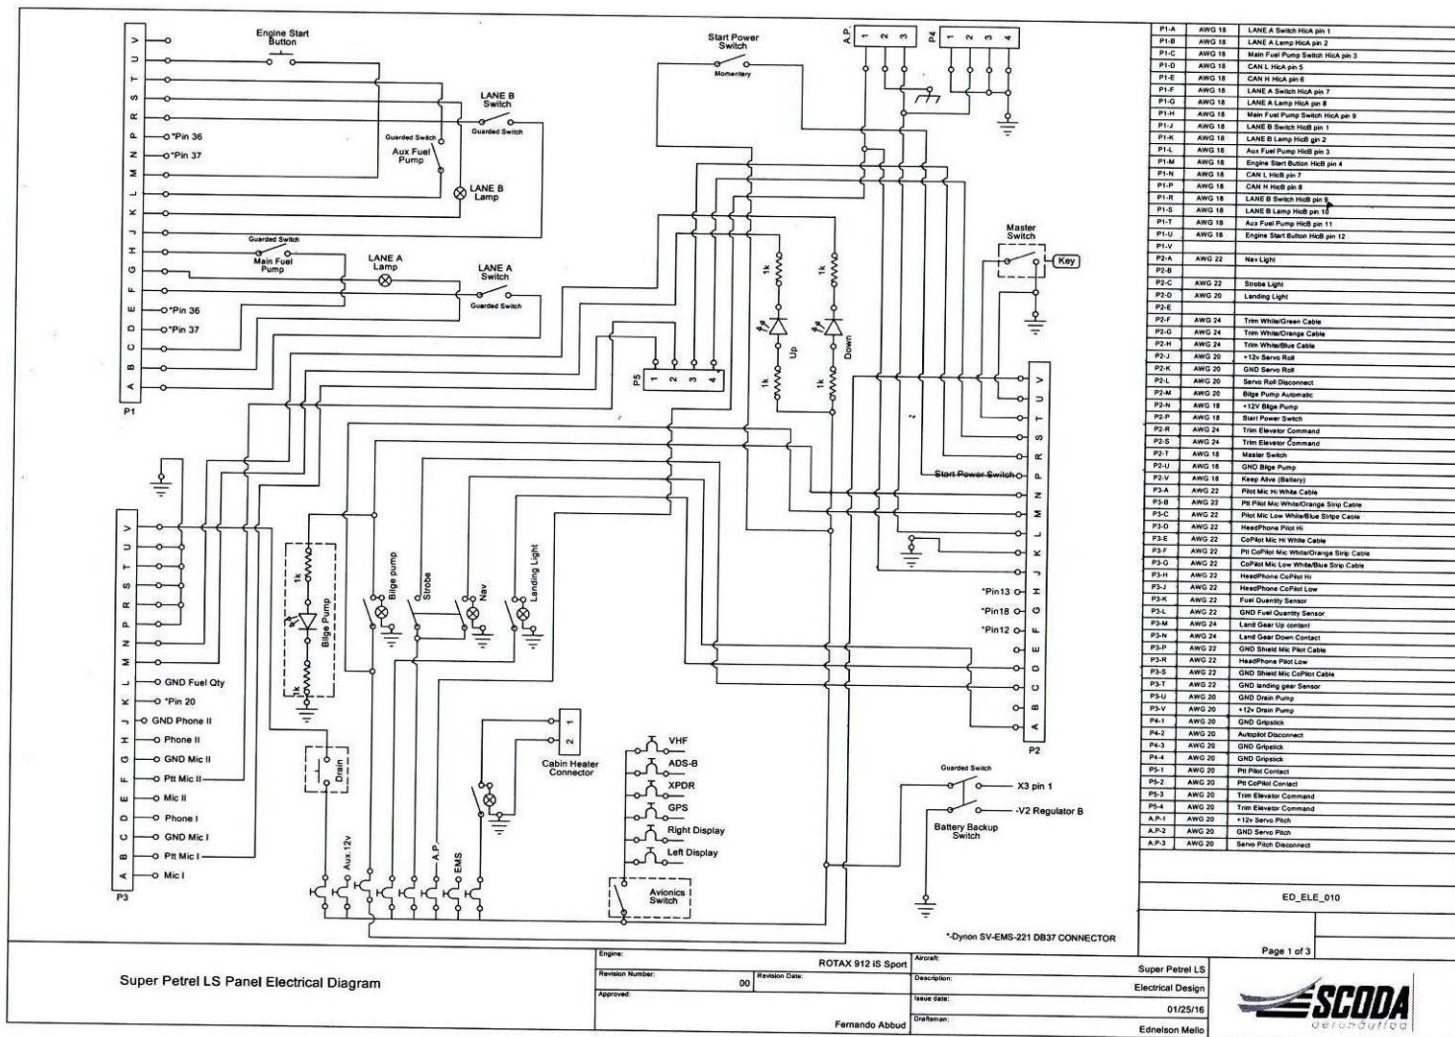 Engine Start
Button
Start Power
Switch
Momentary
A.P.
1 2 3
P4
1 2 3 4
V
U
T
S
R
P
N
M
L
K
J
H
G
F
E
D
C
B
A
P1
*Pin 36
*Pin 37
LANE B
Switch
Guarded Switch
Guarded Switch
Aux Fuel
Pump
LANE B
Lamp
Guarded Switch
Main Fuel
Pump
LANE A
Lamp
LANE A
Switch
Guarded Switch
*Pin 36
*Pin 37
Master
Switch
Key
1k
1k
Up
Down
1k
1k
P5
1 2 3 4
V
U
T
S
R
Start Power Switch
P
N
M
L
K
J
*Pin13
H
*Pin18
G
*Pin12
F
E
D
C
B
A
P2
V
U
T
S
R
P
N
M
L
GND Fuel Qty
K
*Pin 20
J
GND Phone II
H
Phone II
G
GND Mic II
F
Ptt Mic II
E
Mic II
D
Phone I
C
GND Mic I
B
Ptt Mic I
A
Mic I
P3
1k
Bilge Pump
1k
Bilge pump
Strobe
Nav
Landing Light
Drain
Aux.12v
A.P.
EMS
1
2
Cabin Heater
Connector
VHF
ADS-B
XPDR
GPS
Right Display
Left Display
Avionics
Switch
Guarded Switch
X3 pin 1
-V2 Regulator B
Battery Backup
Switch
*-Dynon SV-EMS-221 DB37 CONNECTOR
P1-A AWG 18 LANE A Switch HicA pin 1
P1-B AWG 18 LANE A Lamp HicA pin 2
P1-C AWG 18 Main Fuel Pump Switch HicA pin 3
P1-D AWG 18 CAN L HicA pin 5
P1-E AWG 18 CAN H HicA pin 6
P1-F AWG 18 LANE A Switch HicA pin 7
P1-G AWG 18 LANE A Lamp HicA pin 8
P1-H AWG 18 Main Fuel Pump Switch HicA pin 9
P1-J AWG 18 LANE B Switch HicB pin 1
P1-K AWG 18 LANE B Lamp HicB pin 2
P1-L AWG 18 Aux Fuel Pump HicB pin 3
P1-M AWG 18 Engine Start Button HicB pin 4
P1-N AWG 18 CAN L HicB pin 7
P1-P AWG 18 CAN H HicB pin 8
P1-R AWG 18 LANE B Switch HicB pin 9
P1-S AWG 18 LANE B Lamp HicB pin 10
P1-T AWG 18 Aux Fuel Pump HicB pin 11
P1-U AWG 18 Engine Start Button HicB pin 12
P1-V
P2-A AWG 22 Nav Light
P2-B
P2-C AWG 22 Strobe Light
P2-D AWG 20 Landing Light
P2-E
P2-F AWG 24 Trim White/Green Cable
P2-G AWG 24 Trim White/Orange Cable
P2-H AWG 24 Trim White/Blue Cable
P2-J AWG 20 +12v Servo Roll
P2-K AWG 20 GND Servo Roll
P2-L AWG 20 Servo Roll Disconnect
P2-M AWG 20 Bilge Pump Automatic
P2-N AWG 18 +12V Bilge Pump
P2-P AWG 18 Start Power Switch
P2-R AWG 24 Trim Elevator Command
P2-S AWG 24 Trim Elevator Command
P2-T AWG 18 Master Switch
P2-U AWG 18 GND Bilge Pump
P2-V AWG 18 Keep Alive (Battery)
P3-A AWG 22 Pilot Mic Hi White Cable
P3-B AWG 22 Ptt Pilot Mic White/Orange Strip Cable
P3-C AWG 22 Pilot Mic Low White/Blue Stripe Cable
P3-D AWG 22 HeadPhone Pilot Hi
P3-E AWG 22 CoPilot Mic Hi White Cable
P3-F AWG 22 Ptt CoPilot Mic White/Orange Strip Cable
P3-G AWG 22 CoPilot Mic Low White/Blue Strip Cable
P3-H AWG 22 HeadPhone CoPilot Hi
P3-J AWG 22 HeadPhone CoPilot Low
P3-K AWG 22 Fuel Quantity Sensor
P3-L AWG 22 GND Fuel Quantity Sensor
P3-M AWG 24 Land Gear Up contant
P3-N AWG 24 Land Gear Down Contact
P3-P AWG 22 GND Shield Mic Pilot Cable
P3-R AWG 22 HeadPhone Pilot Low
P3-S AWG 22 GND Shield Mic CoPilot Cable
P3-T AWG 22 GND landing gear Sensor
P3-U AWG 20 GND Drain Pump
P3-V AWG 20 +12v Drain Pump
P4-1 AWG 20 GND Gripstick
P4-2 AWG 20 Autopilot Disconnect
P4-3 AWG 20 GND Gripstick
P4-4 AWG 20 GND Gripstick
P5-1 AWG 20 Ptt Pilot Contact
P5-2 AWG 20 Ptt CoPilot Contact
P5-3 AWG 20 Trim Elevator Command
P5-4 AWG 20 Trim Elevator Command
A.P-1 AWG 20 +12v Servo Pitch
A.P-2 AWG 20 GND Servo Pitch
A.P-3 AWG 20 Servo Pitch Disconnect
ED_ELE_010
Page 1 of 3
Super Petrel LS Panel Electrical Diagram
Engine:
ROTAX 912 iS Sport
Revision Number:
00
Revision Date:
Approved:
Fernando Abbud
Aircraft:
Super Petrel LS
Description:
Electrical Design
Issue date:
01/25/16
Draftsman:
Ednelson Mello
SCODA
aeronáutica